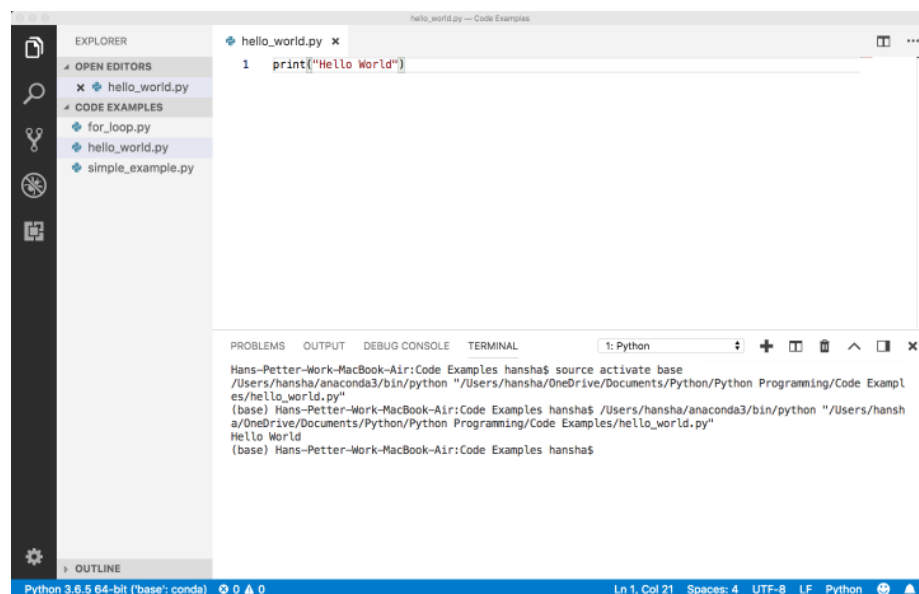 hello_world.py — Code Examples
EXPLORER
OPEN EDITORS
hello_world.py
CODE EXAMPLES
for_loop.py
hello_world.py
simple_example.py
OUTLINE
hello_world.py
1 print("Hello World")
PROBLEMS OUTPUT DEBUG CONSOLE TERMINAL 1: Python
Hans-Petter-Work-MacBook-Air:Code Examples hansha$ source activate base
/Users/hansha/anaconda3/bin/python "/Users/hansha/OneDrive/Documents/Python/Python Programming/Code Exampl
es/hello_world.py"
(base) Hans-Petter-Work-MacBook-Air:Code Examples hansha$ /Users/hansha/anaconda3/bin/python "/Users/hansh
a/OneDrive/Documents/Python/Python Programming/Code Examples/hello_world.py"
Hello World
(base) Hans-Petter-Work-MacBook-Air:Code Examples hansha$
Python 3.6.5 64-bit ('base': conda) 0 0 Ln 1, Col 21 Spaces: 4 UTF-8 LF Python